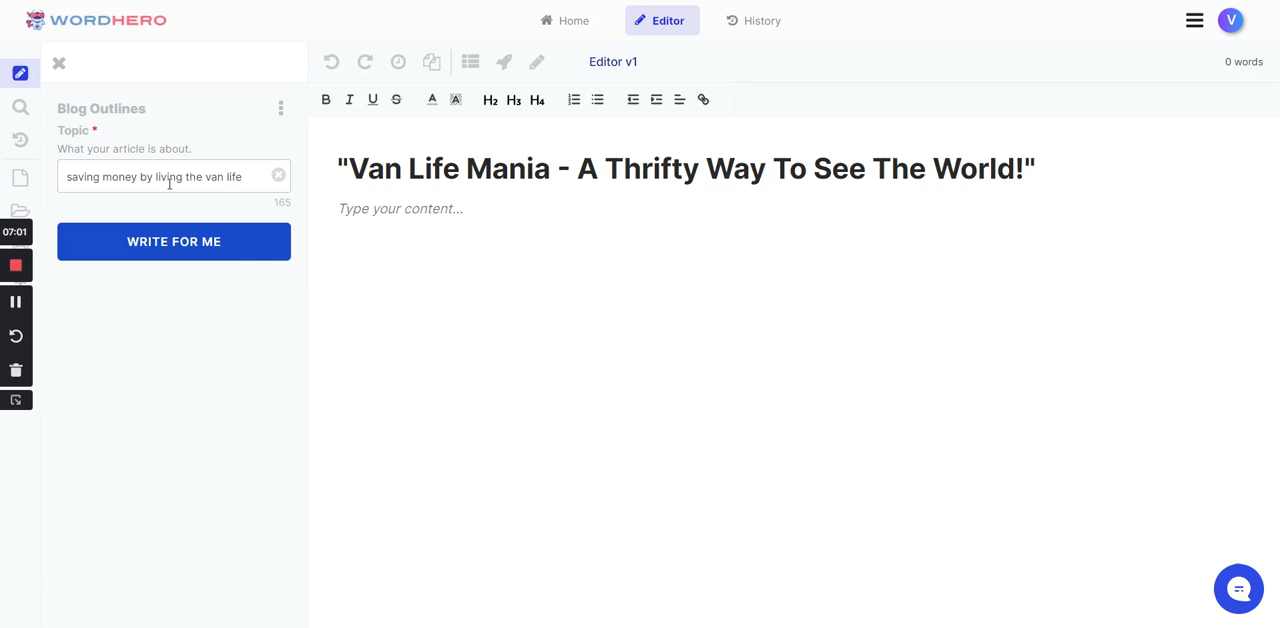 WORDHERO
Home
Editor
History
V
Editor v1
0 words
B I U S A A H2 H3 H4
Blog Outlines
Topic *
What your article is about.
saving money by living the van life
165
WRITE FOR ME
07:01
"Van Life Mania - A Thrifty Way To See The World!"
Type your content...